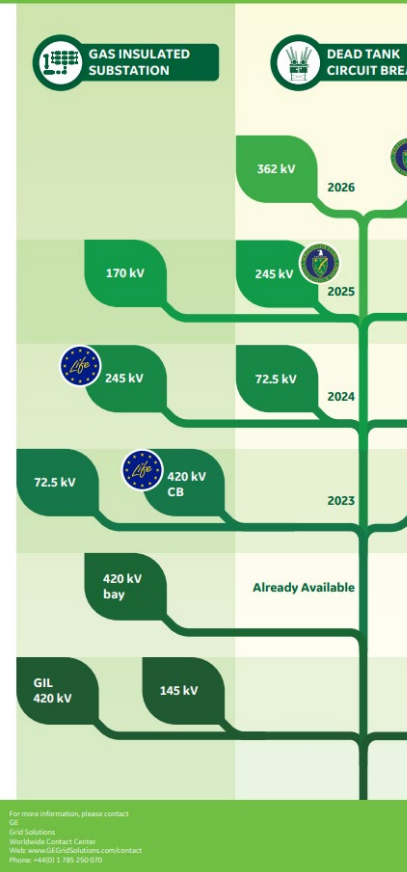 GAS INSULATED
SUBSTATION
DEAD TANK
CIRCUIT BREA
362 kV
2026
170 kV
245 kV
2025
Life
245 kV
72.5 kV
2024
72.5 kV
Life
420 kV
CB
2023
420 kV
bay
Already Available
GIL
420 kV
145 kV
For more information, please contact
GE
Grid Solutions
Worldwide Contact Center
Web: www.GEGridSolutions.com/contact
Phone: +44(0) 1 785 250 070